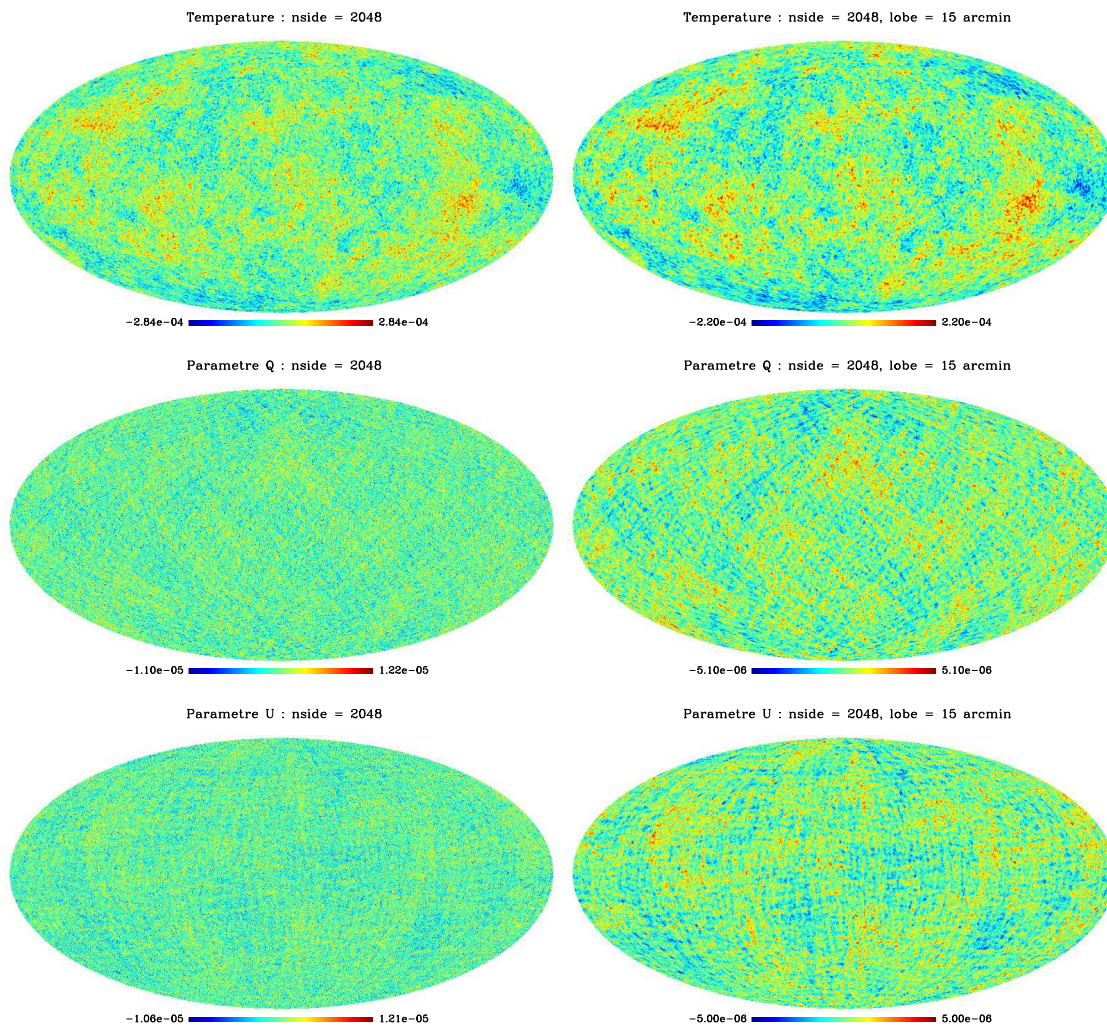 Temperature : nside = 2048
Temperature : nside = 2048, lobe = 15 arcmin
-2.84e-04 2.84e-04
-2.20e-04 2.20e-04
Parametre Q : nside = 2048
Parametre Q : nside = 2048, lobe = 15 arcmin
-1.10e-05 1.22e-05
-5.10e-06 5.10e-06
Parametre U : nside = 2048
Parametre U : nside = 2048, lobe = 15 arcmin
-1.06e-05 1.21e-05
-5.00e-06 5.00e-06